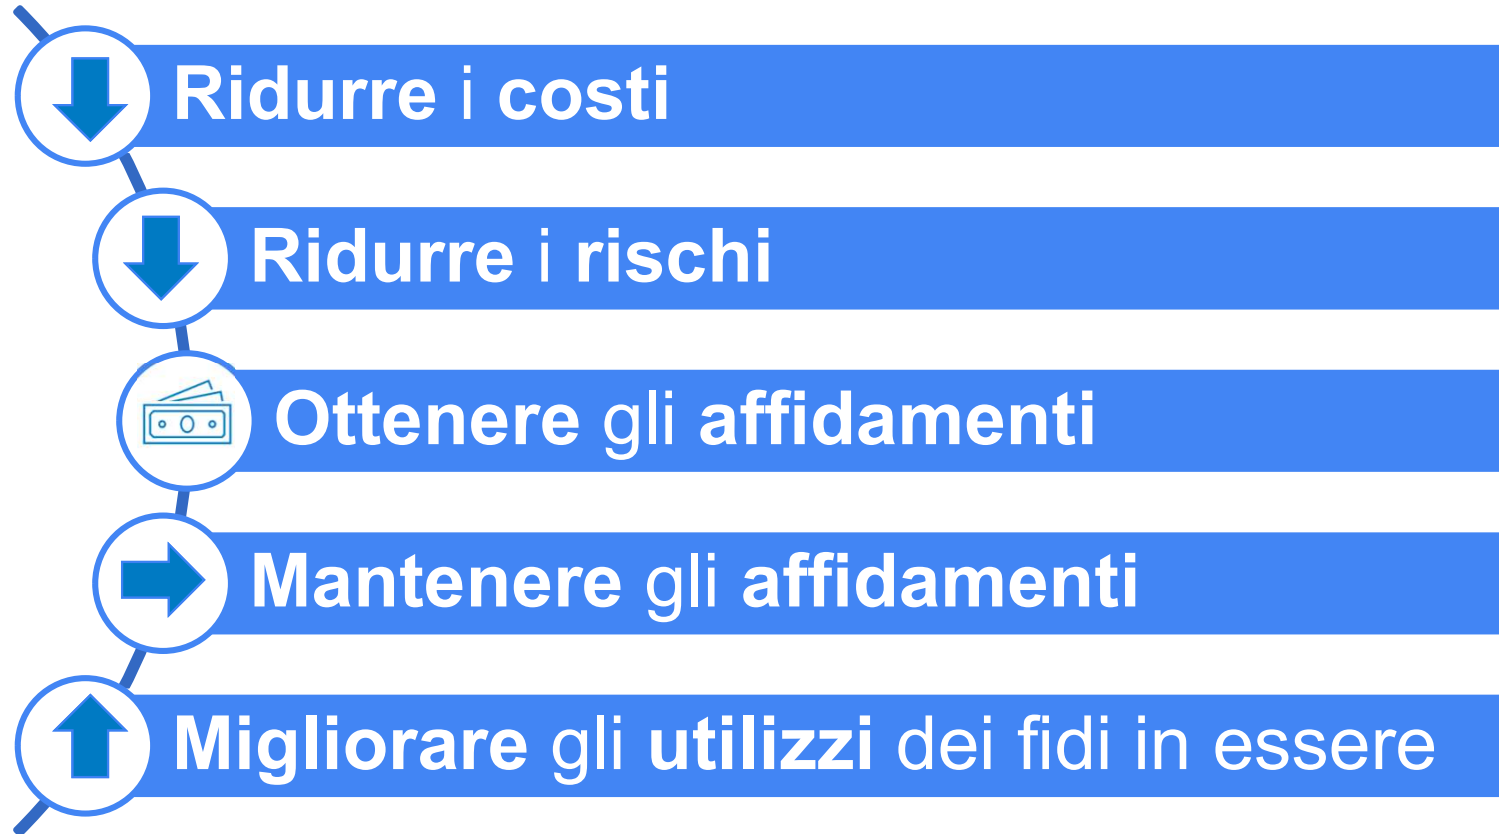 Ridurre i costi
Ridurre i rischi
Ottenere gli affidamenti
Mantenere gli affidamenti
Migliorare gli utilizzi dei fidi in essere